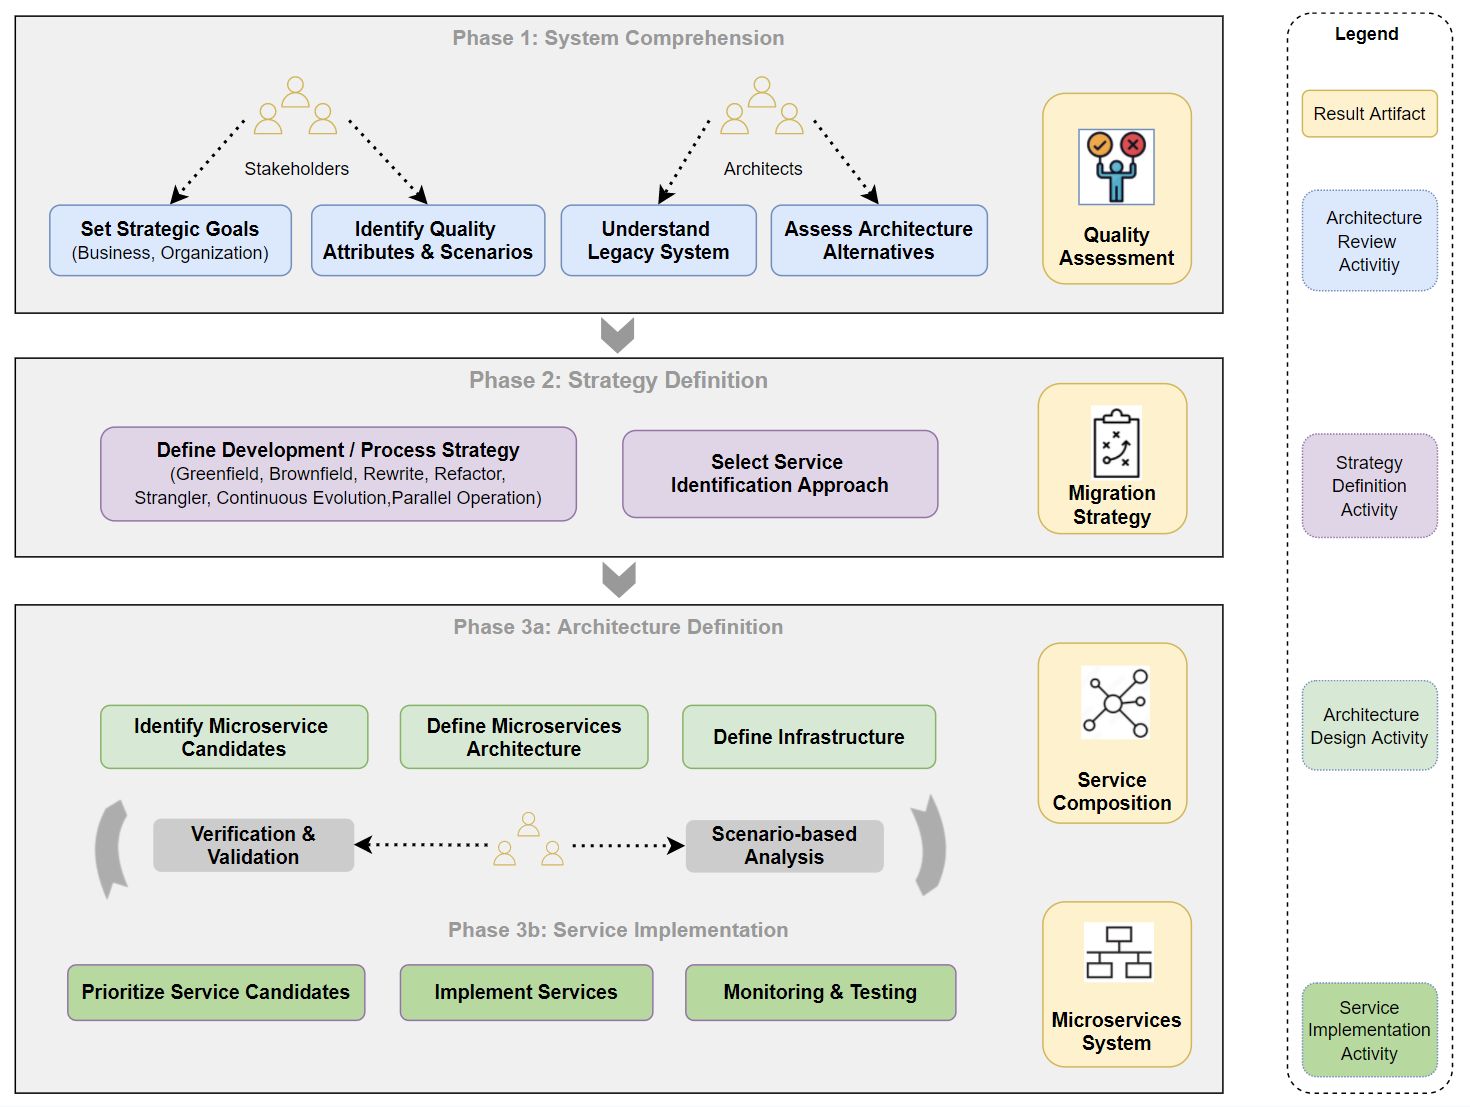 Phase 1: System Comprehension
Stakeholders
Architects
Set Strategic Goals
(Business, Organization)
Identify Quality
Attributes & Scenarios
Understand
Legacy System
Assess Architecture
Alternatives
Quality
Assessment
Phase 2: Strategy Definition
Define Development / Process Strategy
(Greenfield, Brownfield, Rewrite, Refactor,
Strangler, Continuous Evolution,Parallel Operation)
Select Service
Identification Approach
Migration
Strategy
Phase 3a: Architecture Definition
Identify Microservice
Candidates
Define Microservices
Architecture
Define Infrastructure
Service
Composition
Verification &
Validation
Scenario-based
Analysis
Phase 3b: Service Implementation
Prioritize Service Candidates
Implement Services
Monitoring & Testing
Microservices
System
Legend
Result Artifact
Architecture
Review
Activitiy
Strategy
Definition
Activity
Architecture
Design Activity
Service
Implementation
Activity